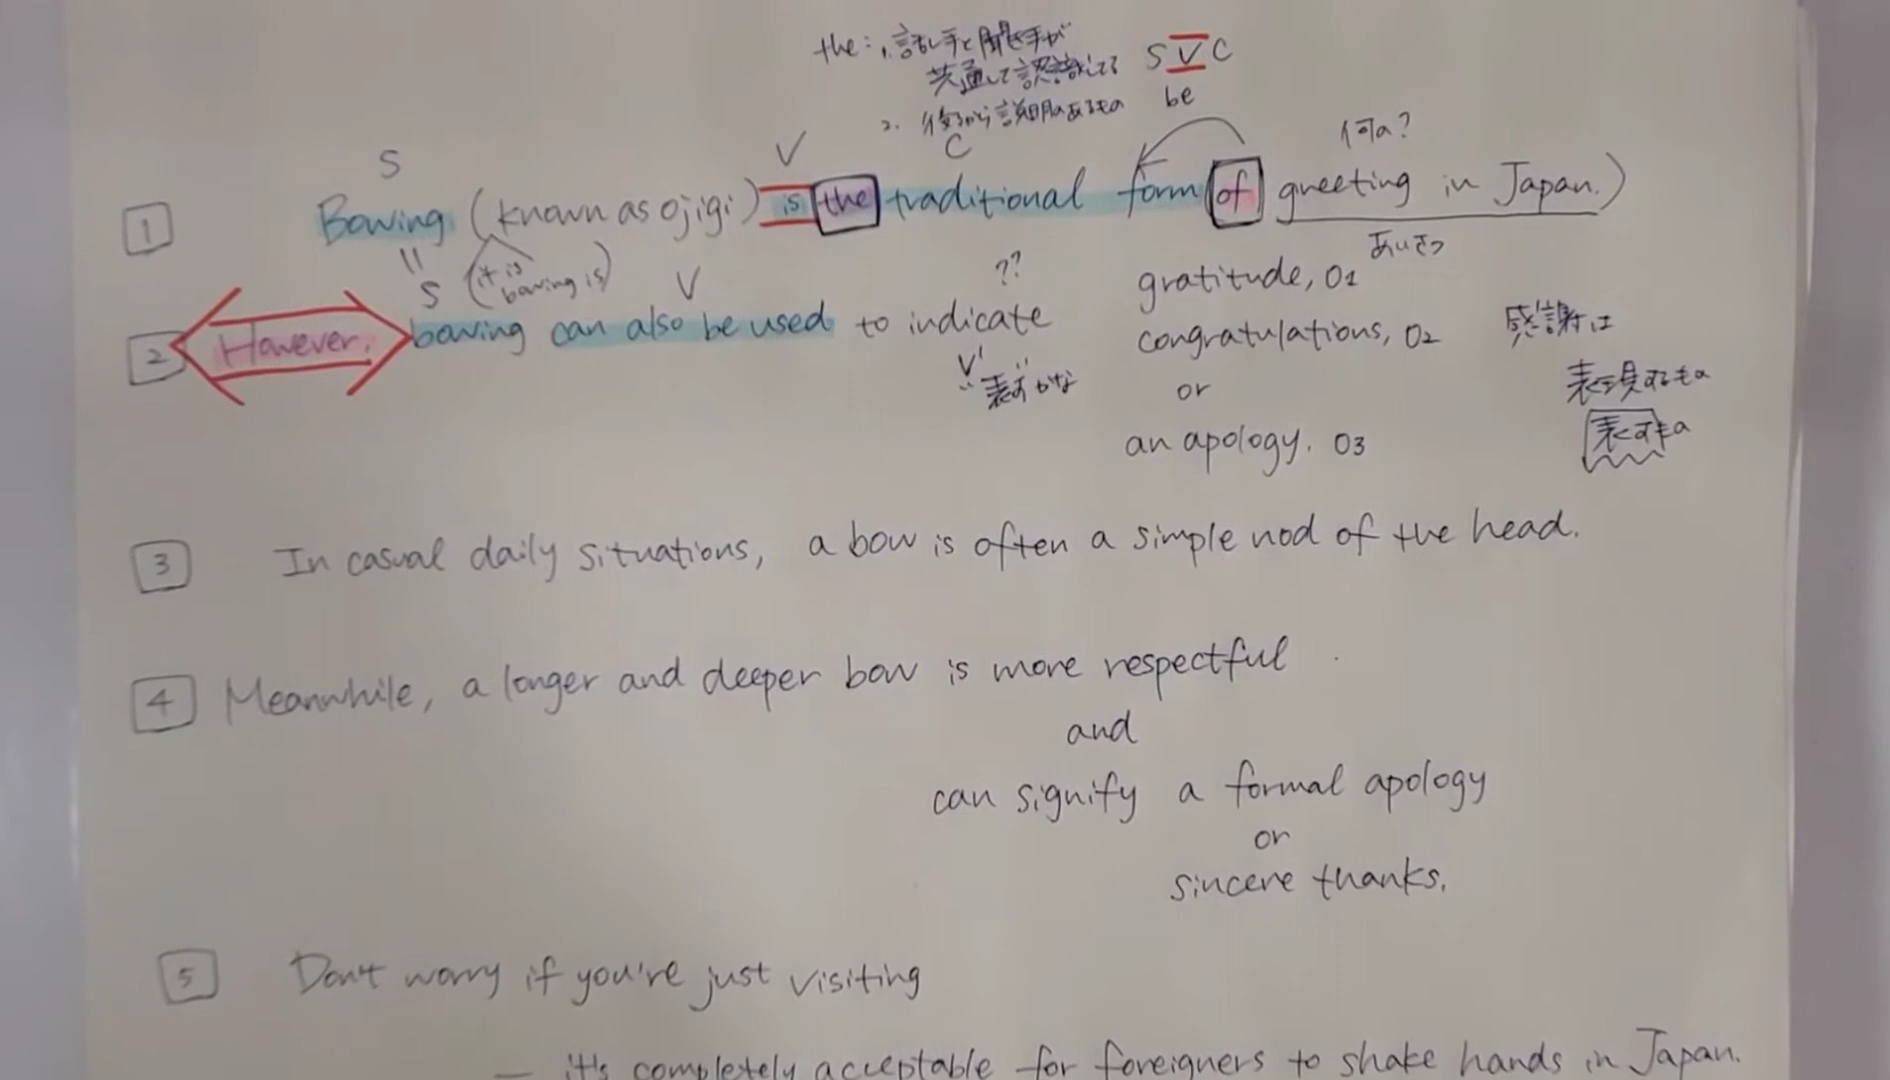 the: 1. 話し手と聞き手が
共通して認識してる
2. 後ろから説明あるもの
S V C
be
S
V
C
何の?
1 Bowing (known as ojigi) is the traditional form of greeting in Japan.)
あいさつ
(it is
bowing is)
S
V
??
2 However, bowing can also be used to indicate
gratitude, O1
congratulations, O2
or
an apology. O3
V'
"表すかな"
感謝は
表現するもの
表すもの
3 In casual daily situations, a bow is often a simple nod of the head.
4 Meanwhile, a longer and deeper bow is more respectful
and
can signify a formal apology
or
sincere thanks.
5 Don't worry if you're just visiting
— it's completely acceptable for foreigners to shake hands in Japan.